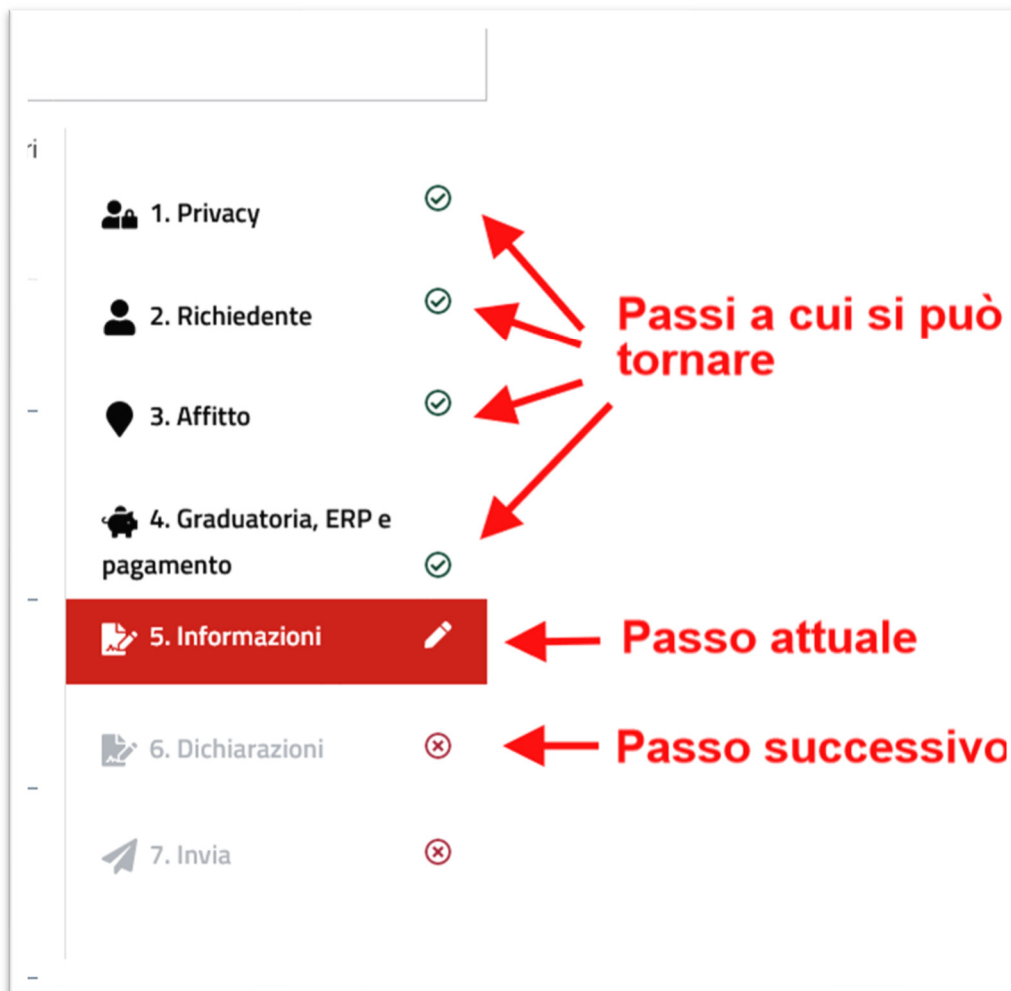 ri
1. Privacy
2. Richiedente
Passi a cui si può
tornare
3. Affitto
4. Graduatoria, ERP e
pagamento
5. Informazioni
Passo attuale
6. Dichiarazioni
Passo successivo
7. Invia